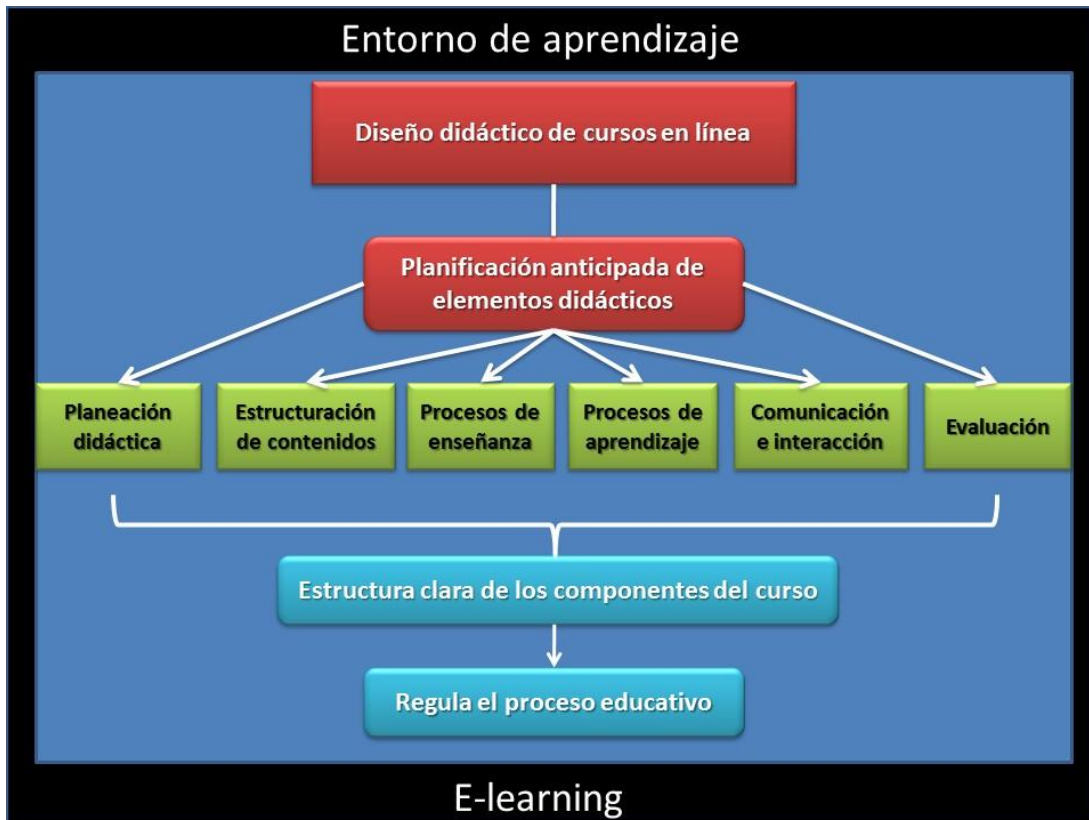 Entorno de aprendizaje
Diseño didáctico de cursos en línea
Planificación anticipada de
elementos didácticos
Planeación
didáctica
Estructuración
de contenidos
Procesos de
enseñanza
Procesos de
aprendizaje
Comunicación
e interacción
Evaluación
Estructura clara de los componentes del curso
Regula el proceso educativo
E-learning